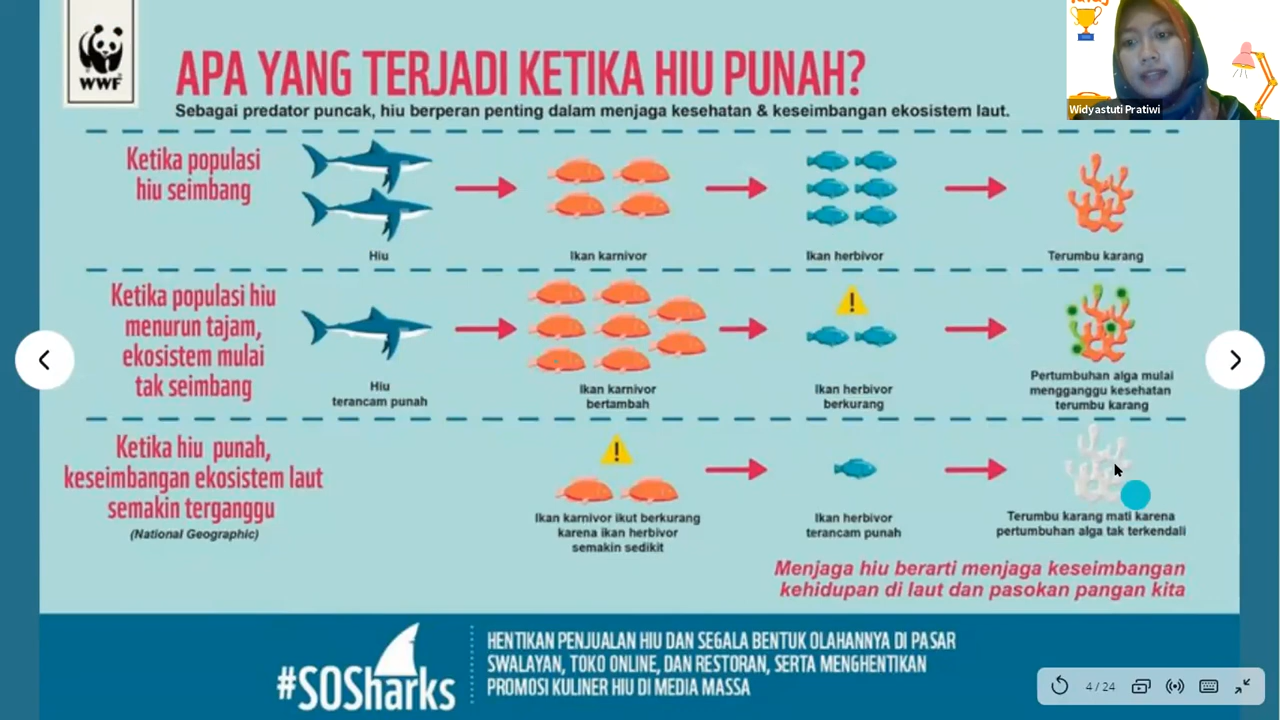 WWF
APA YANG TERJADI KETIKA HIU PUNAH?
Sebagai predator puncak, hiu berperan penting dalam menjaga kesehatan & keseimbangan ekosistem laut.
Widyastuti Pratiwi
Ketika populasi
hiu seimbang
Hiu
Ikan karnivor
Ikan herbivor
Terumbu karang
Ketika populasi hiu
menurun tajam,
ekosistem mulai
tak seimbang
Hiu
terancam punah
Ikan karnivor
bertambah
Ikan herbivor
berkurang
Pertumbuhan alga mulai
mengganggu kesehatan
terumbu karang
Ketika hiu punah,
keseimbangan ekosistem laut
semakin terganggu
(National Geographic)
Ikan karnivor ikut berkurang
karena ikan herbivor
semakin sedikit
Ikan herbivor
terancam punah
Terumbu karang mati karena
pertumbuhan alga tak terkendali
Menjaga hiu berarti menjaga keseimbangan
kehidupan di laut dan pasokan pangan kita
#SOSharks
HENTIKAN PENJUALAN HIU DAN SEGALA BENTUK OLAHANNYA DI PASAR
SWALAYAN, TOKO ONLINE, DAN RESTORAN, SERTA MENGHENTIKAN
PROMOSI KULINER HIU DI MEDIA MASSA
4 / 24